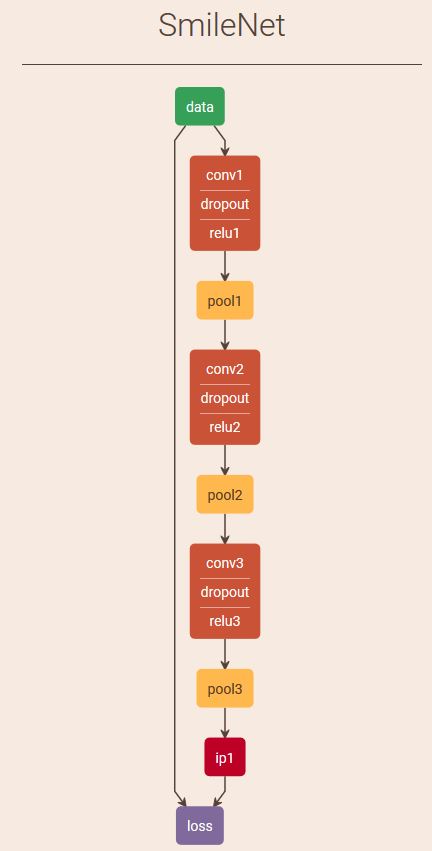 SmileNet
data
conv1
dropout
relu1
pool1
conv2
dropout
relu2
pool2
conv3
dropout
relu3
pool3
ip1
loss